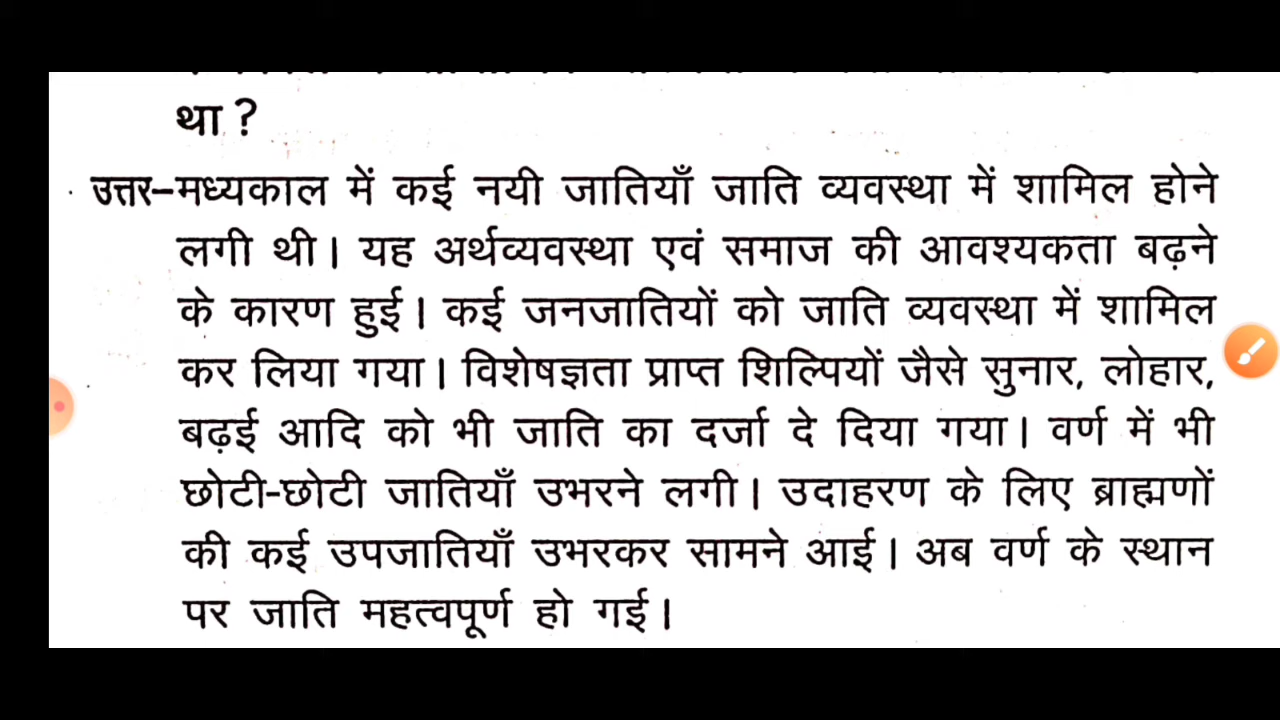 था ?
उत्तर–मध्यकाल में कई नयी जातियाँ जाति व्यवस्था में शामिल होने
लगी थी। यह अर्थव्यवस्था एवं समाज की आवश्यकता बढ़ने
के कारण हुई। कई जनजातियों को जाति व्यवस्था में शामिल
कर लिया गया। विशेषज्ञता प्राप्त शिल्पियों जैसे सुनार, लोहार,
बढ़ई आदि को भी जाति का दर्जा दे दिया गया। वर्ण में भी
छोटी-छोटी जातियाँ उभरने लगी। उदाहरण के लिए ब्राह्मणों
की कई उपजातियाँ उभरकर सामने आई। अब वर्ण के स्थान
पर जाति महत्वपूर्ण हो गई।